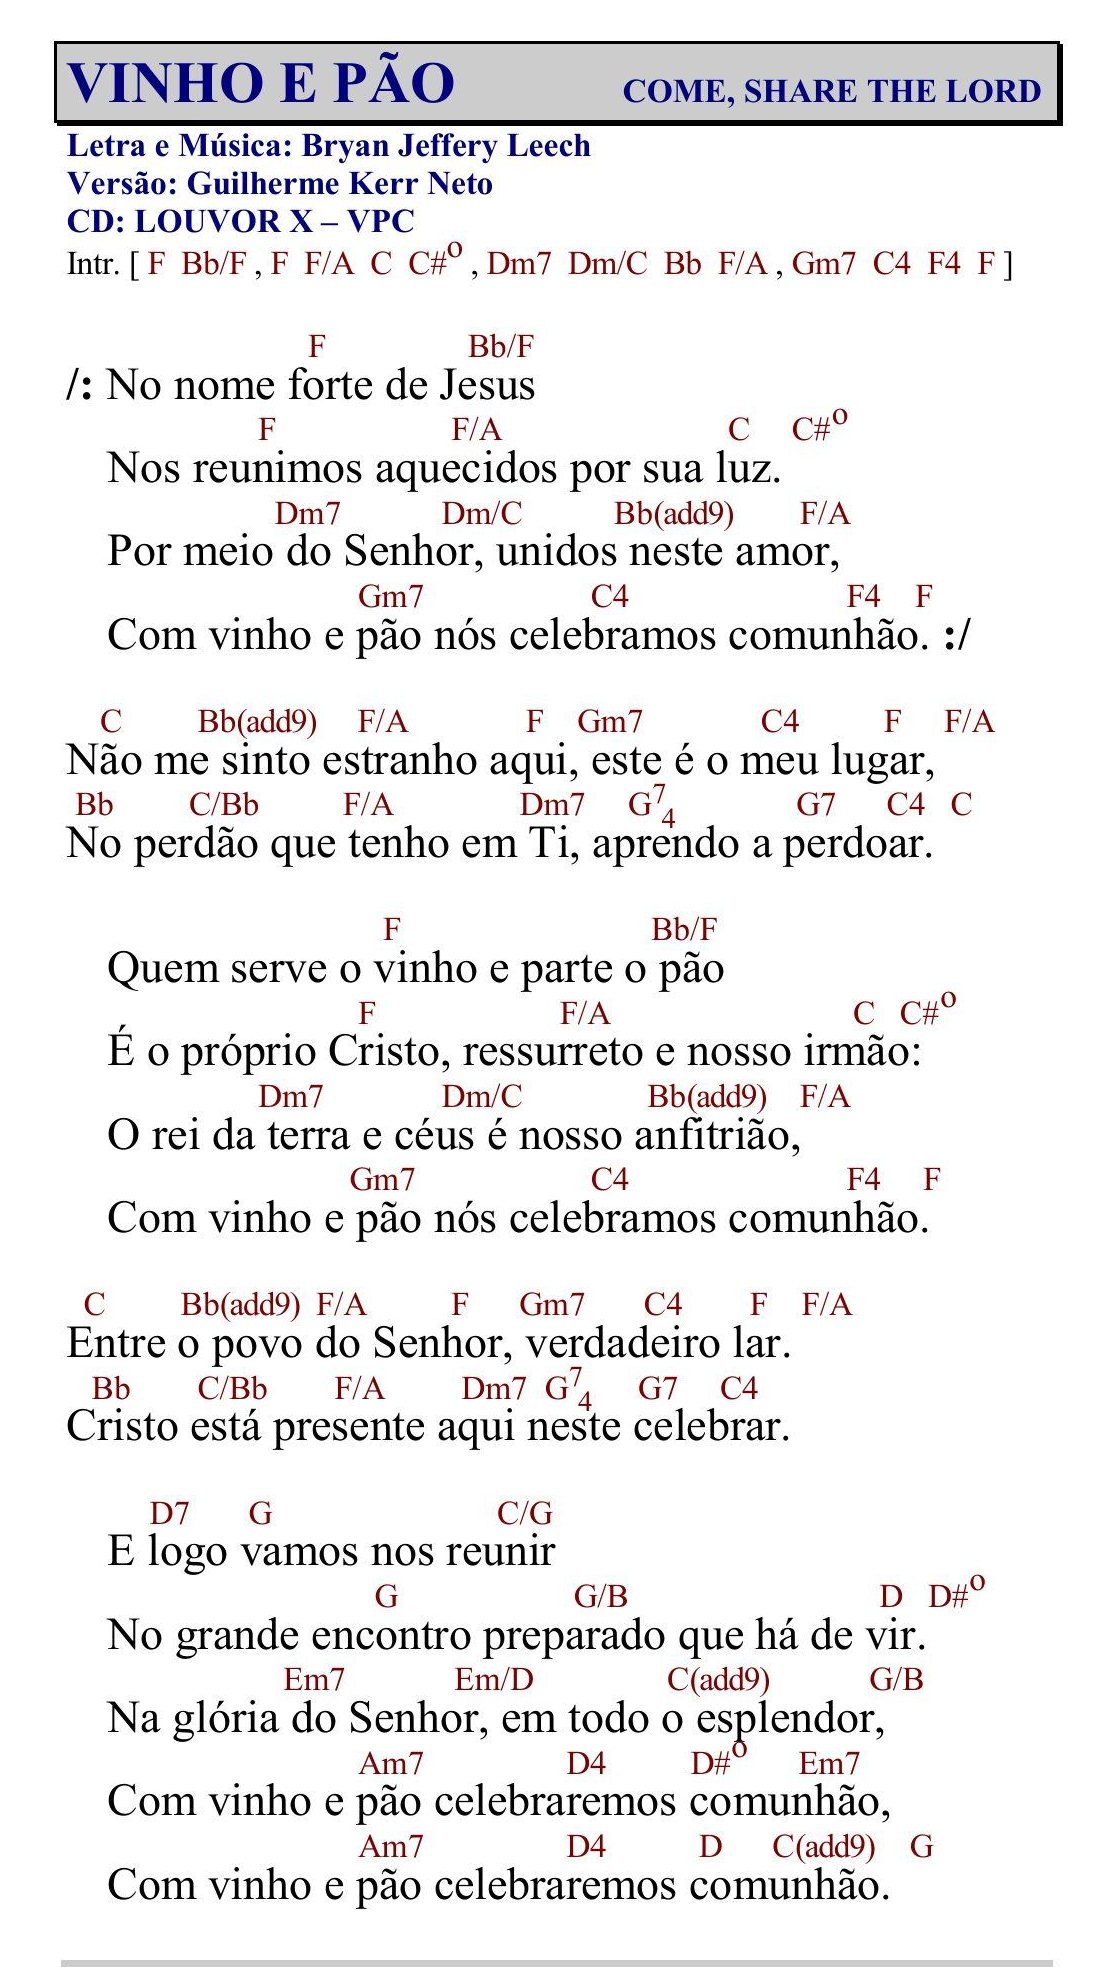 VINHO E PÃO COME, SHARE THE LORD
Letra e Música: Bryan Jeffery Leech
Versão: Guilherme Kerr Neto
CD: LOUVOR X – VPC
Intr. [ F Bb/F , F F/A C C#º , Dm7 Dm/C Bb F/A , Gm7 C4 F4 F ]
F Bb/F
/: No nome forte de Jesus
F F/A C C#º
Nos reunimos aquecidos por sua luz.
Dm7 Dm/C Bb(add9) F/A
Por meio do Senhor, unidos neste amor,
Gm7 C4 F4 F
Com vinho e pão nós celebramos comunhão. :/
C Bb(add9) F/A F Gm7 C4 F F/A
Não me sinto estranho aqui, este é o meu lugar,
Bb C/Bb F/A Dm7 G⁷₄ G7 C4 C
No perdão que tenho em Ti, aprendo a perdoar.
F Bb/F
Quem serve o vinho e parte o pão
F F/A C C#º
É o próprio Cristo, ressurreto e nosso irmão:
Dm7 Dm/C Bb(add9) F/A
O rei da terra e céus é nosso anfitrião,
Gm7 C4 F4 F
Com vinho e pão nós celebramos comunhão.
C Bb(add9) F/A F Gm7 C4 F F/A
Entre o povo do Senhor, verdadeiro lar.
Bb C/Bb F/A Dm7 G⁷₄ G7 C4
Cristo está presente aqui neste celebrar.
D7 G C/G
E logo vamos nos reunir
G G/B D D#º
No grande encontro preparado que há de vir.
Em7 Em/D C(add9) G/B
Na glória do Senhor, em todo o esplendor,
Am7 D4 D#º Em7
Com vinho e pão celebraremos comunhão,
Am7 D4 D C(add9) G
Com vinho e pão celebraremos comunhão.